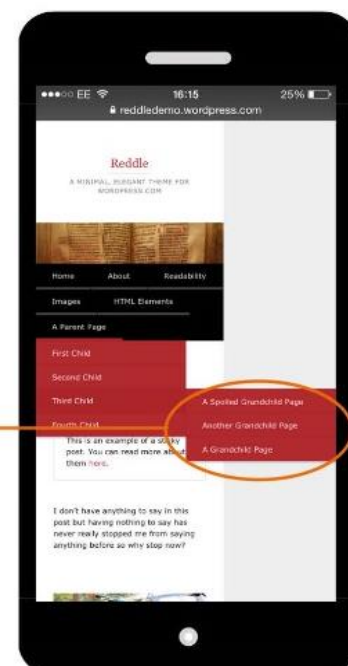 ●●●○○ EE 16:15 25%
reddledemo.wordpress.com
Reddle
A MINIMAL, ELEGANT THEME FOR
WORDPRESS.COM
Home About Readability
Images HTML Elements
A Parent Page
First Child
Second Child
Third Child
A Spoiled Grandchild Page
Fourth Child
Another Grandchild Page
A Grandchild Page
This is an example of a sticky
post. You can read more about
them here.
I don't have anything to say in this
post but having nothing to say has
never really stopped me from saying
anything before so why stop now?